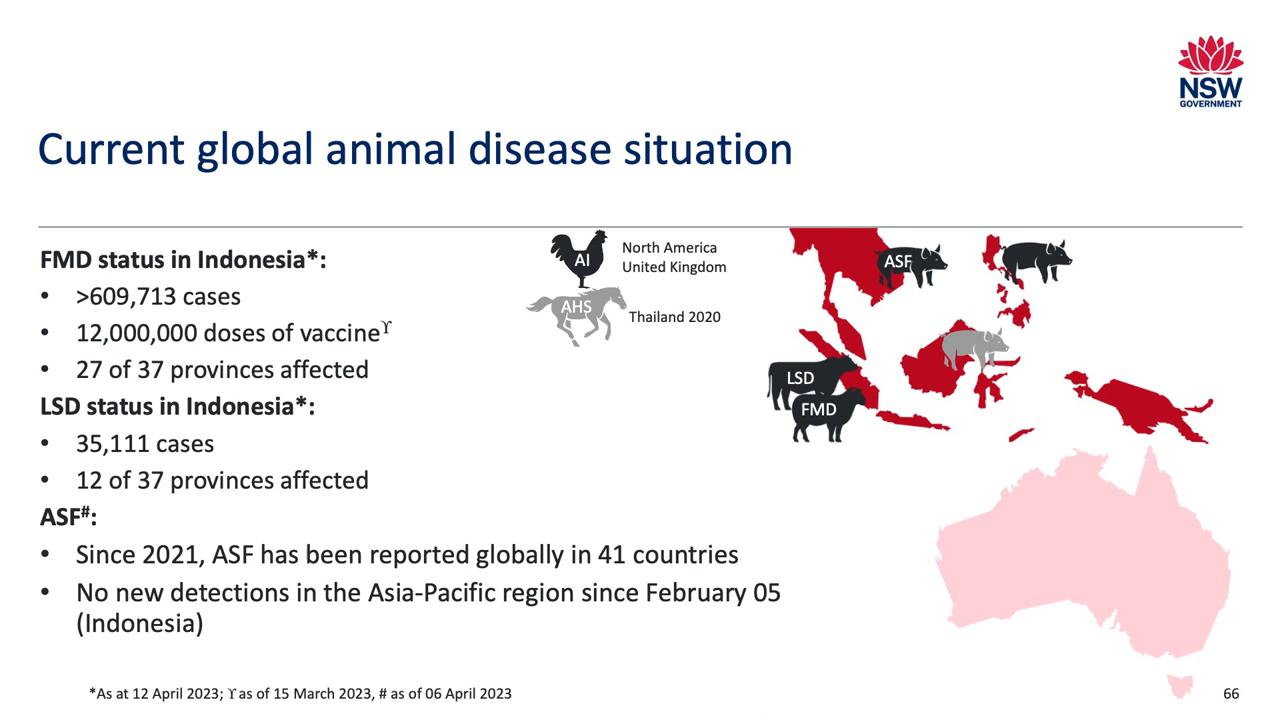 NSW
GOVERNMENT
Current global animal disease situation
FMD status in Indonesia*:
• >609,713 cases
• 12,000,000 doses of vaccineϒ
• 27 of 37 provinces affected
LSD status in Indonesia*:
• 35,111 cases
• 12 of 37 provinces affected
ASF#:
• Since 2021, ASF has been reported globally in 41 countries
• No new detections in the Asia-Pacific region since February 05
(Indonesia)
AI
North America
United Kingdom
AHS
Thailand 2020
ASF
LSD
FMD
*As at 12 April 2023; ϒ as of 15 March 2023, # as of 06 April 2023
66